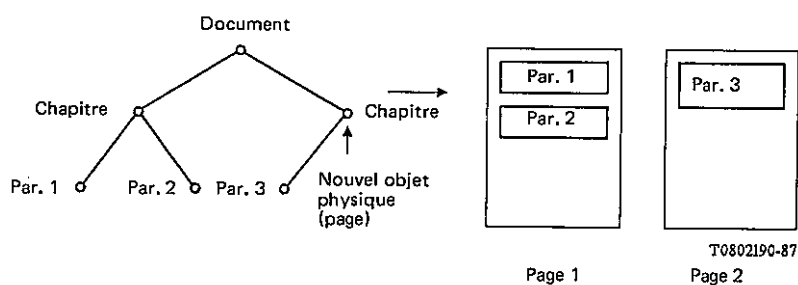 Document
Chapitre
Chapitre
Par. 1
Par. 2
Par. 3
Nouvel objet
physique
(page)
Par. 1
Par. 2
Par. 3
T0802190-87
Page 1
Page 2